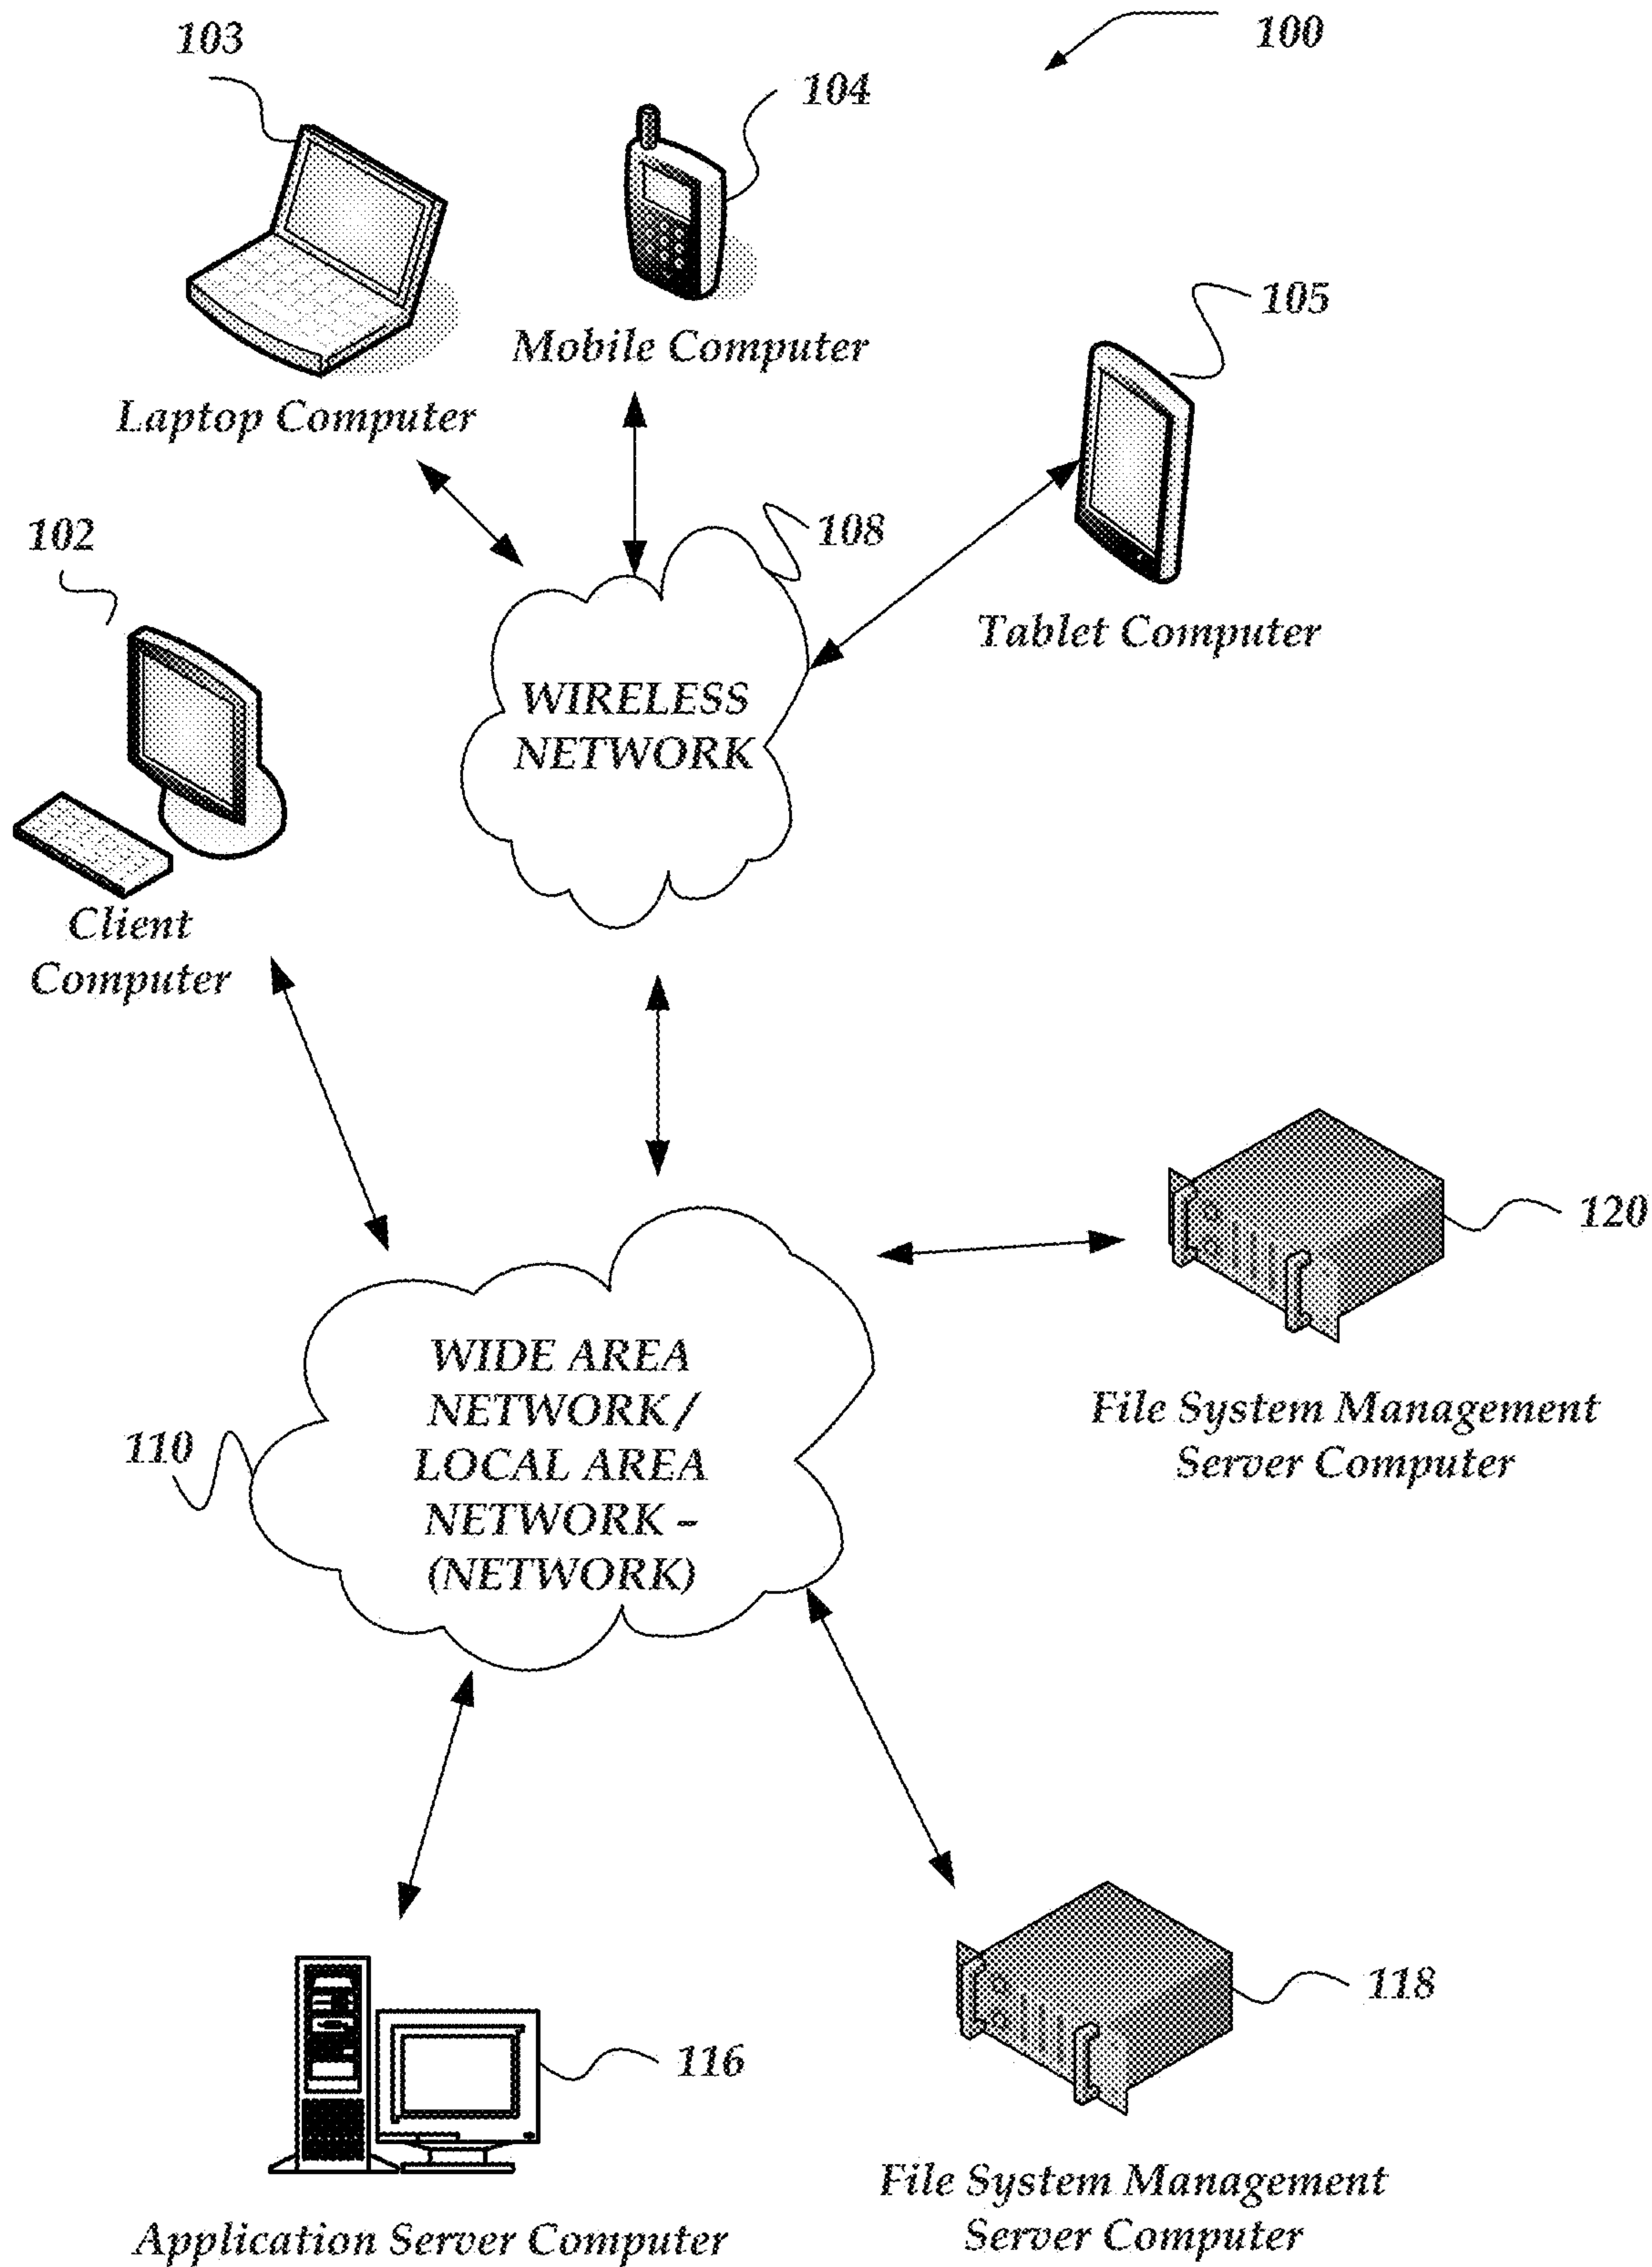 100
103
104
Mobile Computer
105
Laptop Computer
102
108
Tablet Computer
WIRELESS
NETWORK
Client
Computer
120
WIDE AREA
NETWORK /
LOCAL AREA
NETWORK –
(NETWORK)
110
File System Management
Server Computer
118
116
File System Management
Server Computer
Application Server Computer